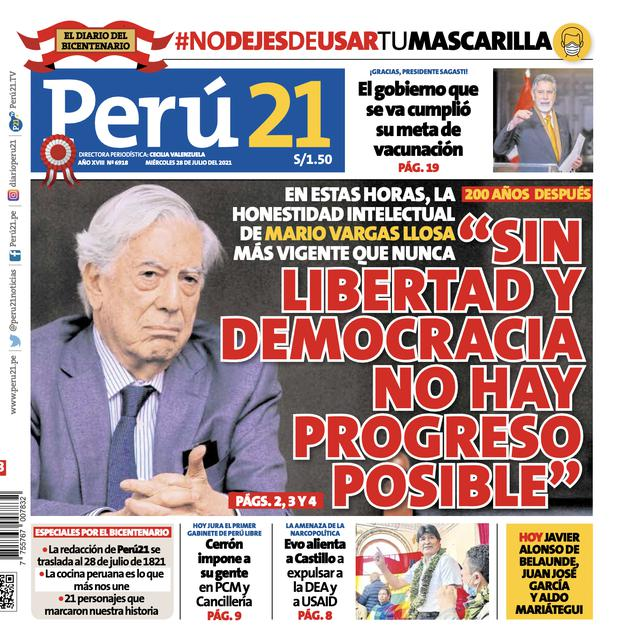 EL DIARIO DEL
BICENTENARIO
#NODEJESDEUSARTUMASCARILLA
Perú 21
DIRECTORA PERIODÍSTICA: CECILIA VALENZUELA
AÑO XVIII Nº 6918 MIÉRCOLES 28 DE JULIO DEL 2021
S/1.50
¡GRACIAS, PRESIDENTE SAGASTI!
El gobierno que
se va cumplió
su meta de
vacunación
PÁG. 19
Perú21.TV
diarioperu21
Perú21.pe
@peru21noticias
www.peru21.pe
EN ESTAS HORAS, LA
HONESTIDAD INTELECTUAL
DE MARIO VARGAS LLOSA
MÁS VIGENTE QUE NUNCA
200 AÑOS DESPUÉS
“SIN
LIBERTAD Y
DEMOCRACIA
NO HAY
PROGRESO
POSIBLE”
PÁGS. 2, 3 Y 4
7 755767 007832
ESPECIALES POR EL BICENTENARIO
• La redacción de Perú21 se
traslada al 28 de julio de 1821
• La cocina peruana es lo que
más nos une
• 21 personajes que
marcaron nuestra historia
HOY JURA EL PRIMER
GABINETE DE PERÚ LIBRE
Cerrón
impone a
su gente
en PCM y
Cancillería
PÁG. 9
LA AMENAZA DE LA
NARCOPOLÍTICA
Evo alienta
a Castillo a
expulsar a
la DEA y
a USAID
PÁG. 8
HOY JAVIER
ALONSO DE
BELAUNDE,
JUAN JOSÉ
GARCÍA
Y ALDO
MARIÁTEGUI